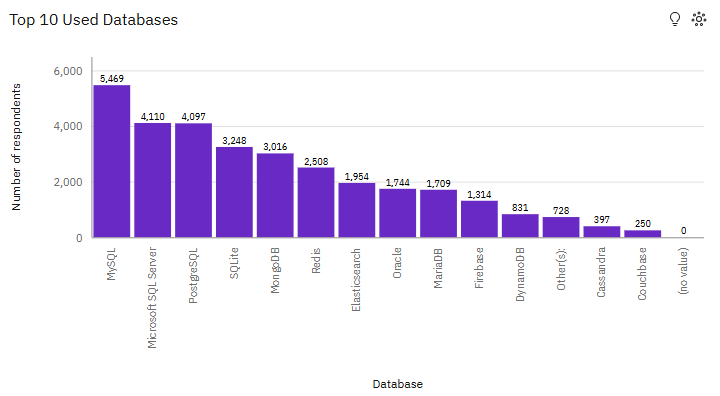 Top 10 Used Databases
Number of respondents
6,000
4,000
2,000
0
5,469
4,110
4,097
3,248
3,016
2,508
1,954
1,744
1,709
1,314
831
728
397
250
0
MySQL
Microsoft SQL Server
PostgreSQL
SQLite
MongoDB
Redis
Elasticsearch
Oracle
MariaDB
Firebase
DynamoDB
Other(s):
Cassandra
Couchbase
(no value)
Database